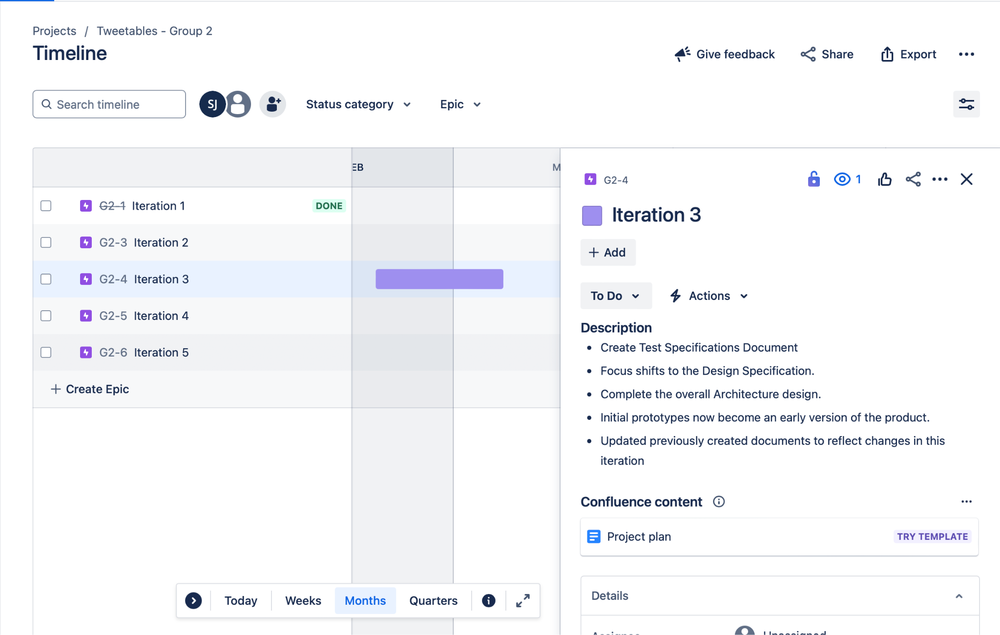 Projects / Tweetables - Group 2
Timeline
Give feedback
Share
Export
Search timeline
SJ
Status category
Epic
EB
M
G2-1 Iteration 1 DONE
G2-3 Iteration 2
G2-4 Iteration 3
G2-5 Iteration 4
G2-6 Iteration 5
+ Create Epic
Today
Weeks
Months
Quarters
G2-4
1
Iteration 3
+ Add
To Do
Actions
Description
• Create Test Specifications Document
• Focus shifts to the Design Specification.
• Complete the overall Architecture design.
• Initial prototypes now become an early version of the product.
• Updated previously created documents to reflect changes in this
iteration
Confluence content
Project plan TRY TEMPLATE
Details
Assignee Unassigned